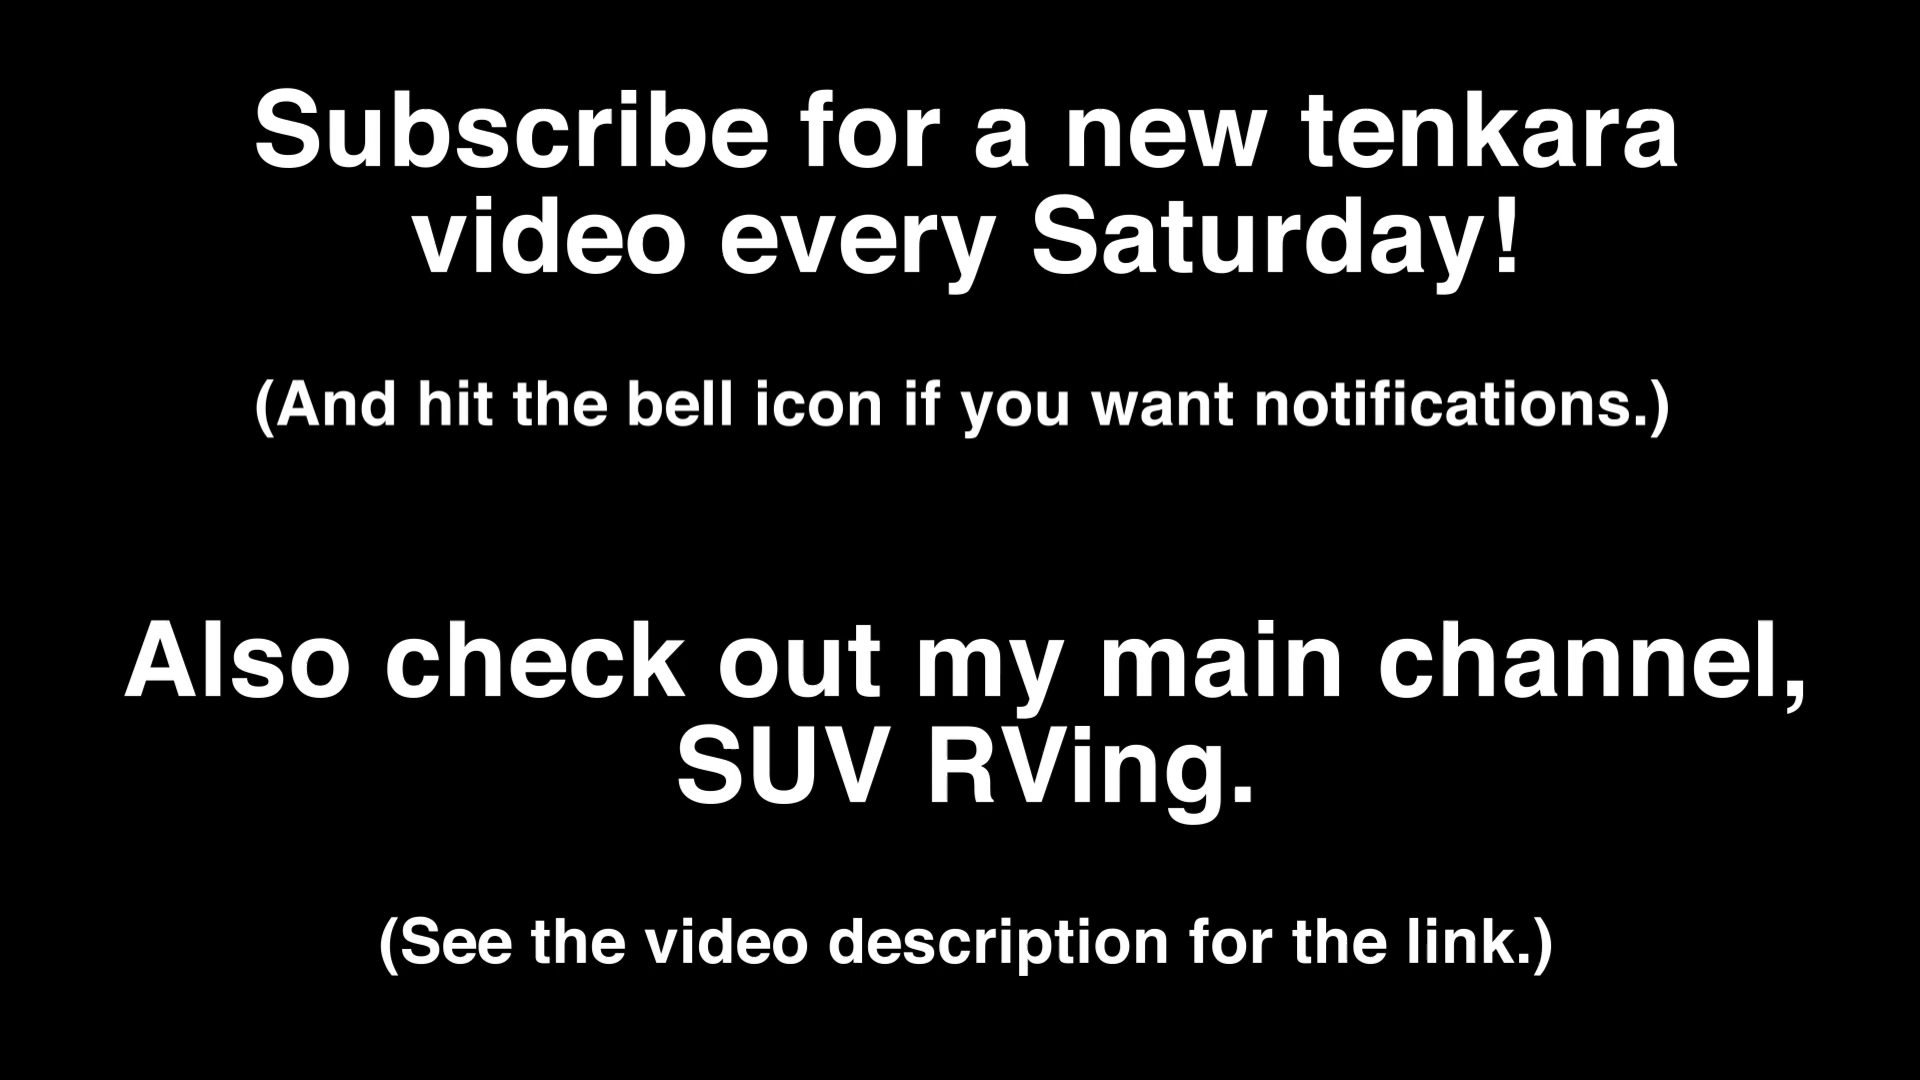 Subscribe for a new tenkara
video every Saturday!
(And hit the bell icon if you want notifications.)
Also check out my main channel,
SUV RVing.
(See the video description for the link.)